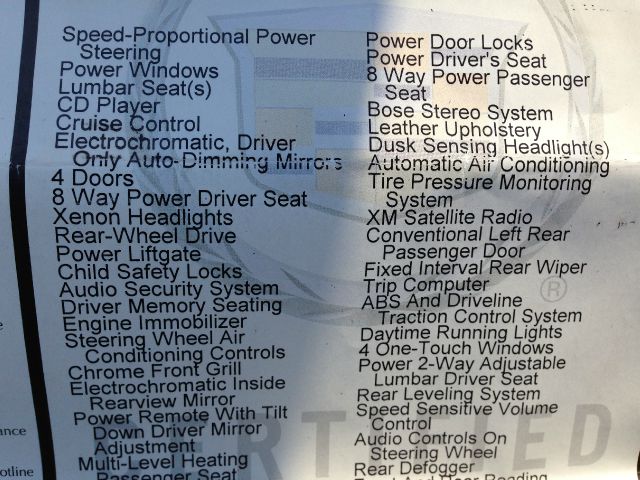 Speed-Proportional Power
Steering
Power Windows
Lumbar Seat(s)
CD Player
Cruise Control
Electrochromatic, Driver
Only Auto-Dimming Mirrors
4 Doors
8 Way Power Driver Seat
Xenon Headlights
Rear-Wheel Drive
Power Liftgate
Child Safety Locks
Audio Security System
Driver Memory Seating
Engine Immobilizer
Steering Wheel Air
Conditioning Controls
Chrome Front Grill
Electrochromatic Inside
Rearview Mirror
Power Remote With Tilt
Down Driver Mirror
Adjustment
Multi-Level Heating
Passenger Seat
Power Door Locks
Power Driver's Seat
8 Way Power Passenger
Seat
Bose Stereo System
Leather Upholstery
Dusk Sensing Headlight(s)
Automatic Air Conditioning
Tire Pressure Monitoring
System
XM Satellite Radio
Conventional Left Rear
Passenger Door
Fixed Interval Rear Wiper
Trip Computer
ABS And Driveline
Traction Control System
Daytime Running Lights
4 One-Touch Windows
Power 2-Way Adjustable
Lumbar Driver Seat
Rear Leveling System
Speed Sensitive Volume
Control
Audio Controls On
Steering Wheel
Rear Defogger
®